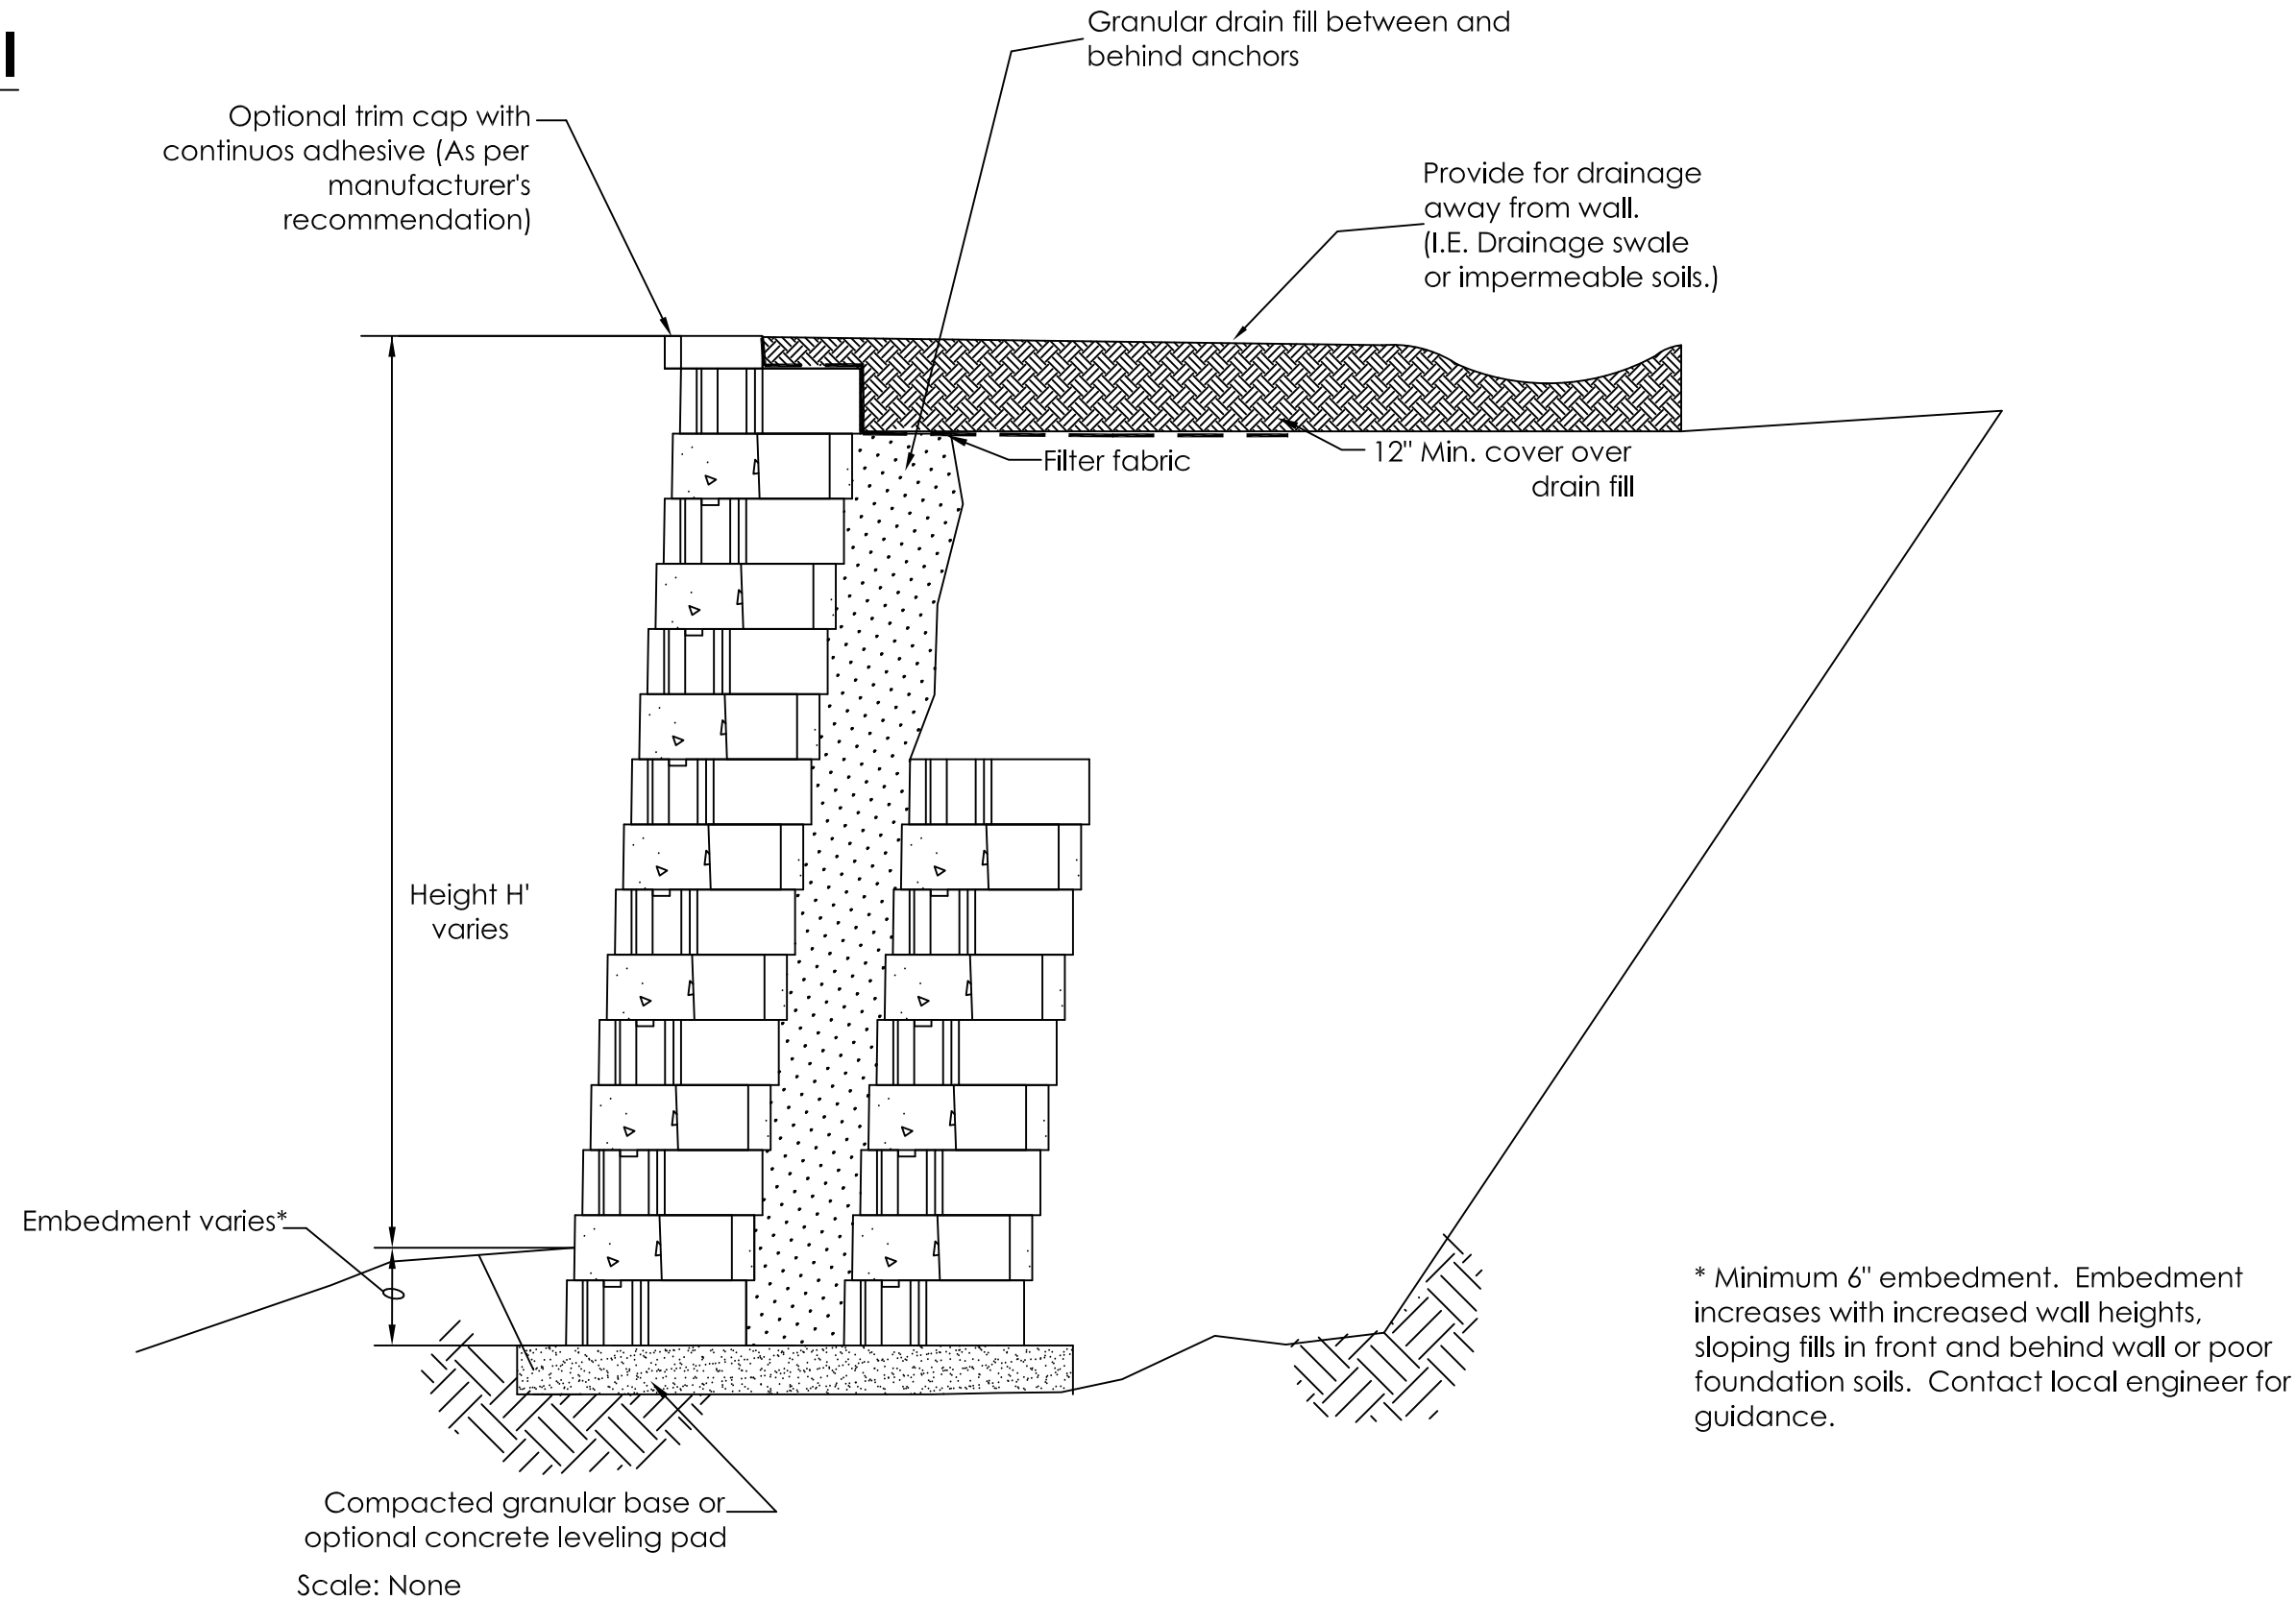 Granular drain fill between and
behind anchors
Optional trim cap with
continuos adhesive (As per
manufacturer's
recommendation)
Provide for drainage
away from wall.
(I.E. Drainage swale
or impermeable soils.)
Filter fabric
12" Min. cover over
drain fill
Height H'
varies
Embedment varies*
* Minimum 6" embedment. Embedment
increases with increased wall heights,
sloping fills in front and behind wall or poor
foundation soils. Contact local engineer for
guidance.
Compacted granular base or
optional concrete leveling pad
Scale: None